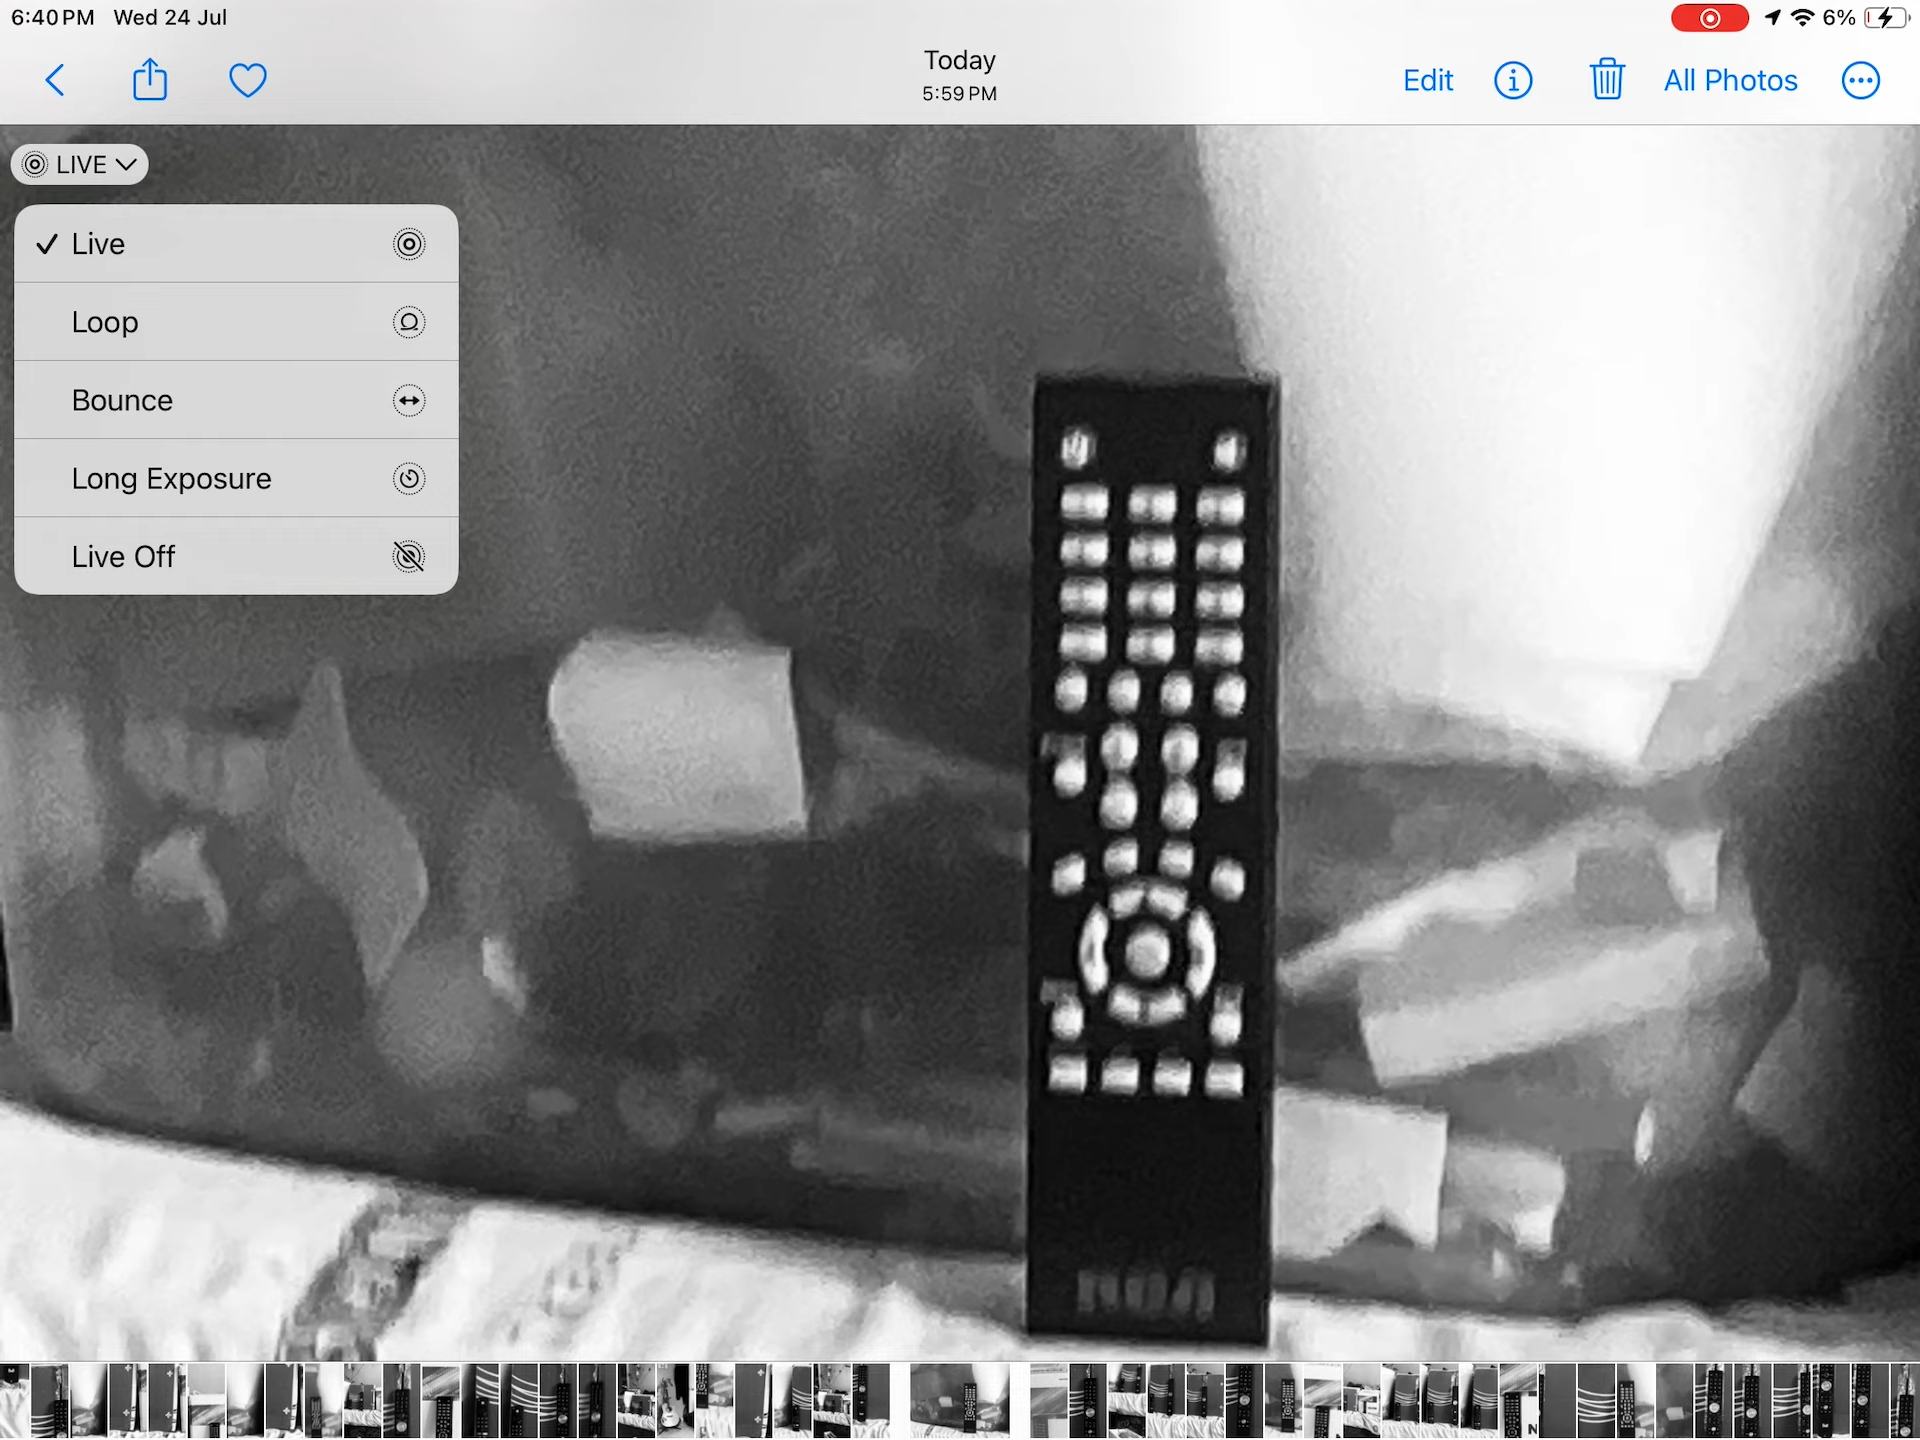 6:40 PM Wed 24 Jul
6%
Today
5:59 PM
Edit
All Photos
LIVE
Live
Loop
Bounce
Long Exposure
Live Off